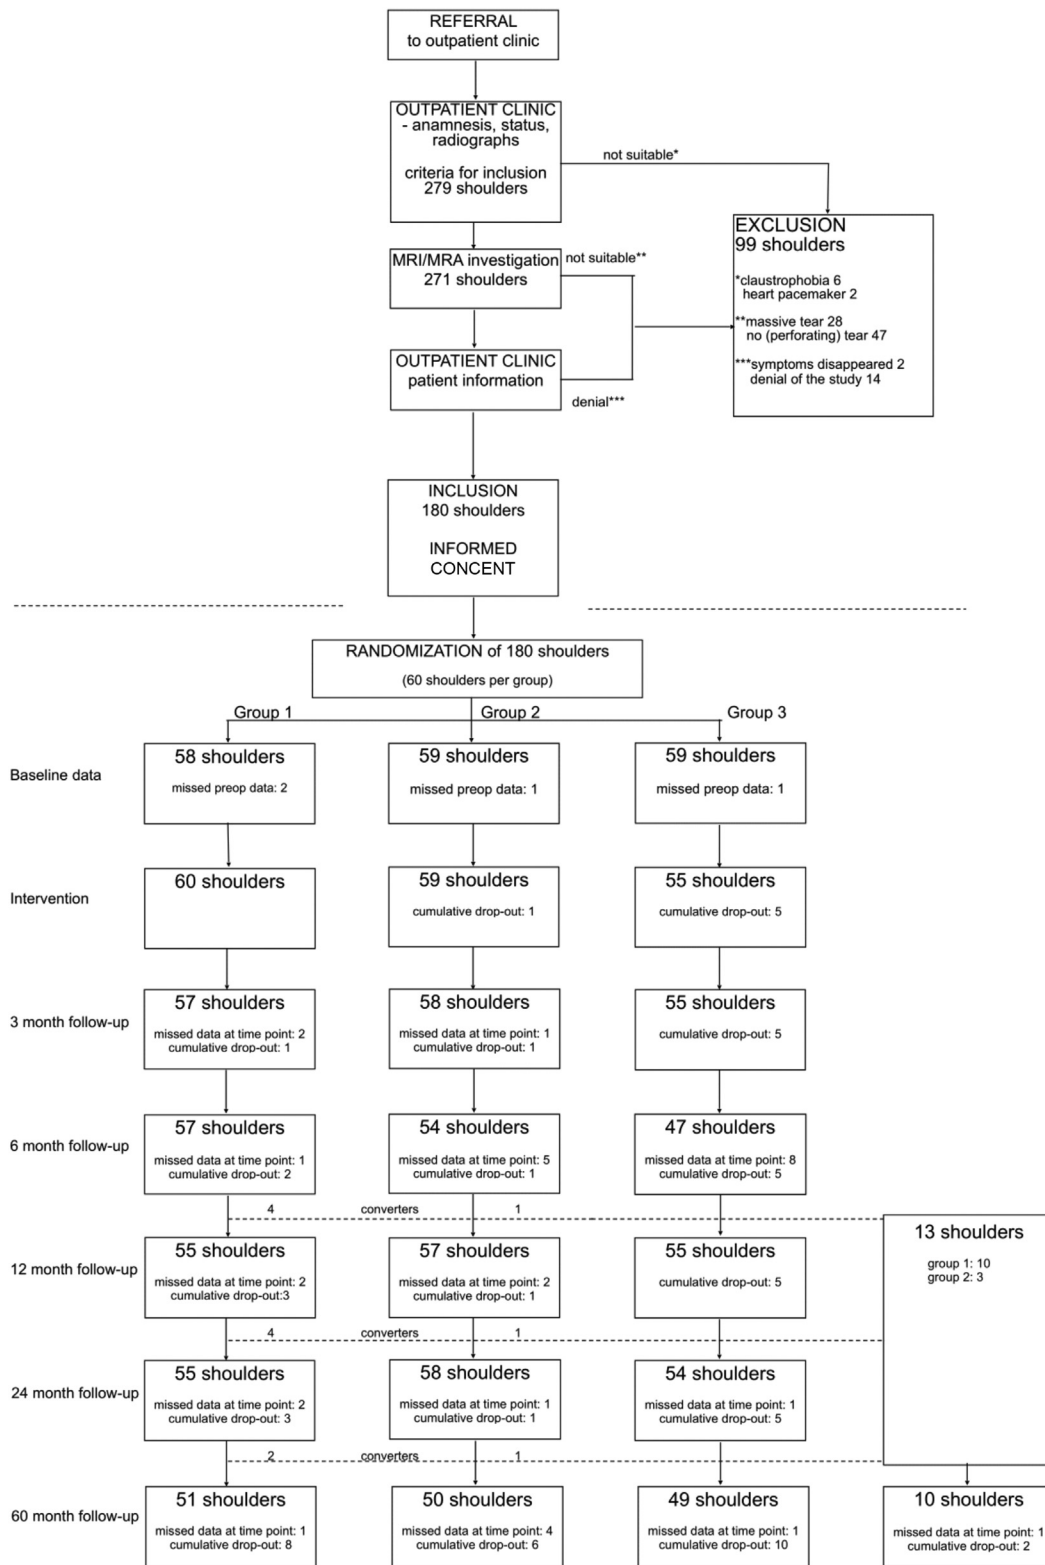 REFERRAL
to outpatient clinic
OUTPATIENT CLINIC
- anamnesis, status,
radiographs
criteria for inclusion
279 shoulders
not suitable*
EXCLUSION
99 shoulders
*claustrophobia 6
heart pacemaker 2
**massive tear 28
no (perforating) tear 47
***symptoms disappeared 2
denial of the study 14
MRI/MRA investigation
271 shoulders
not suitable**
OUTPATIENT CLINIC
patient information
denial***
INCLUSION
180 shoulders
INFORMED
CONCENT
RANDOMIZATION of 180 shoulders
(60 shoulders per group)
Group 1
Group 2
Group 3
Baseline data
58 shoulders
missed preop data: 2
59 shoulders
missed preop data: 1
59 shoulders
missed preop data: 1
Intervention
60 shoulders
59 shoulders
cumulative drop-out: 1
55 shoulders
cumulative drop-out: 5
3 month follow-up
57 shoulders
missed data at time point: 2
cumulative drop-out: 1
58 shoulders
missed data at time point: 1
cumulative drop-out: 1
55 shoulders
cumulative drop-out: 5
6 month follow-up
57 shoulders
missed data at time point: 1
cumulative drop-out: 2
54 shoulders
missed data at time point: 5
cumulative drop-out: 1
47 shoulders
missed data at time point: 8
cumulative drop-out: 5
4 converters 1
13 shoulders
group 1: 10
group 2: 3
12 month follow-up
55 shoulders
missed data at time point: 2
cumulative drop-out:3
57 shoulders
missed data at time point: 2
cumulative drop-out: 1
55 shoulders
cumulative drop-out: 5
4 converters 1
24 month follow-up
55 shoulders
missed data at time point: 2
cumulative drop-out: 3
58 shoulders
missed data at time point: 1
cumulative drop-out: 1
54 shoulders
missed data at time point: 1
cumulative drop-out: 5
2 converters 1
60 month follow-up
51 shoulders
missed data at time point: 1
cumulative drop-out: 8
50 shoulders
missed data at time point: 4
cumulative drop-out: 6
49 shoulders
missed data at time point: 1
cumulative drop-out: 10
10 shoulders
missed data at time point: 1
cumulative drop-out: 2